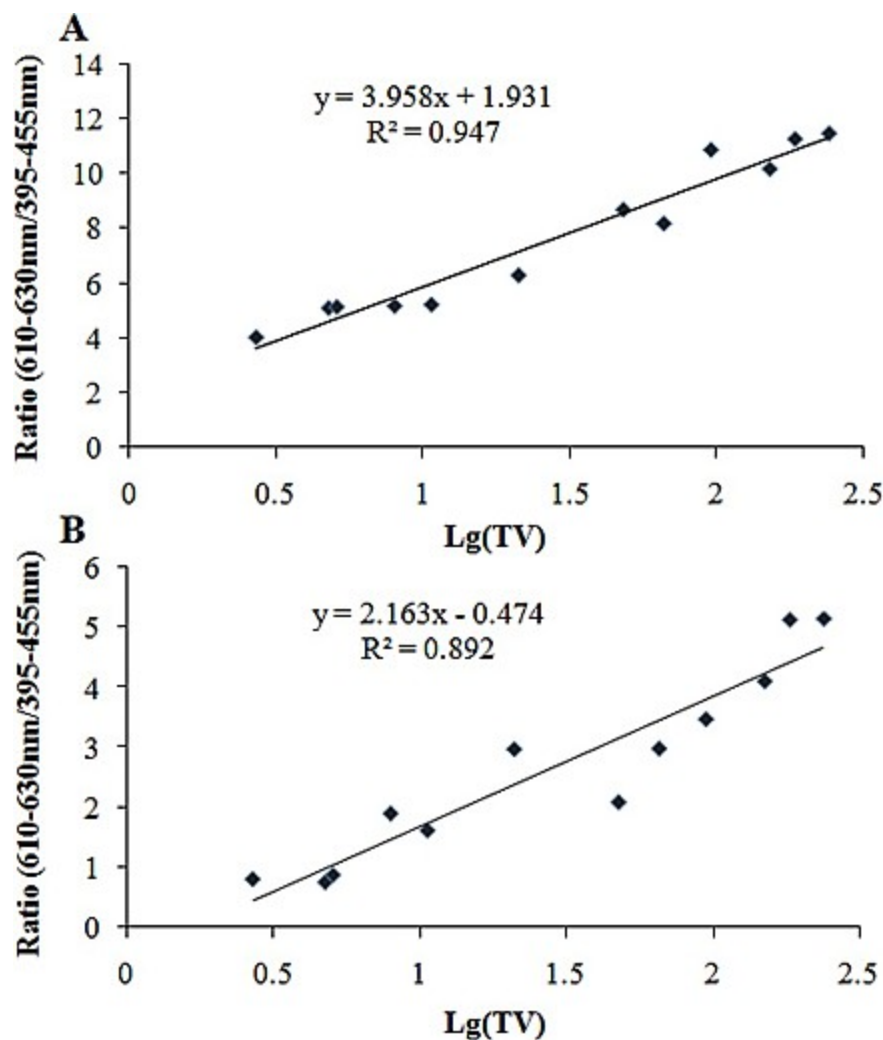 A
Ratio (610-630nm/395-455nm)
14
12
10
8
6
4
2
0
y = 3.958x + 1.931
R² = 0.947
0 0.5 1 1.5 2 2.5
Lg(TV)
B
Ratio (610-630nm/395-455nm)
6
5
4
3
2
1
0
y = 2.163x - 0.474
R² = 0.892
0 0.5 1 1.5 2 2.5
Lg(TV)